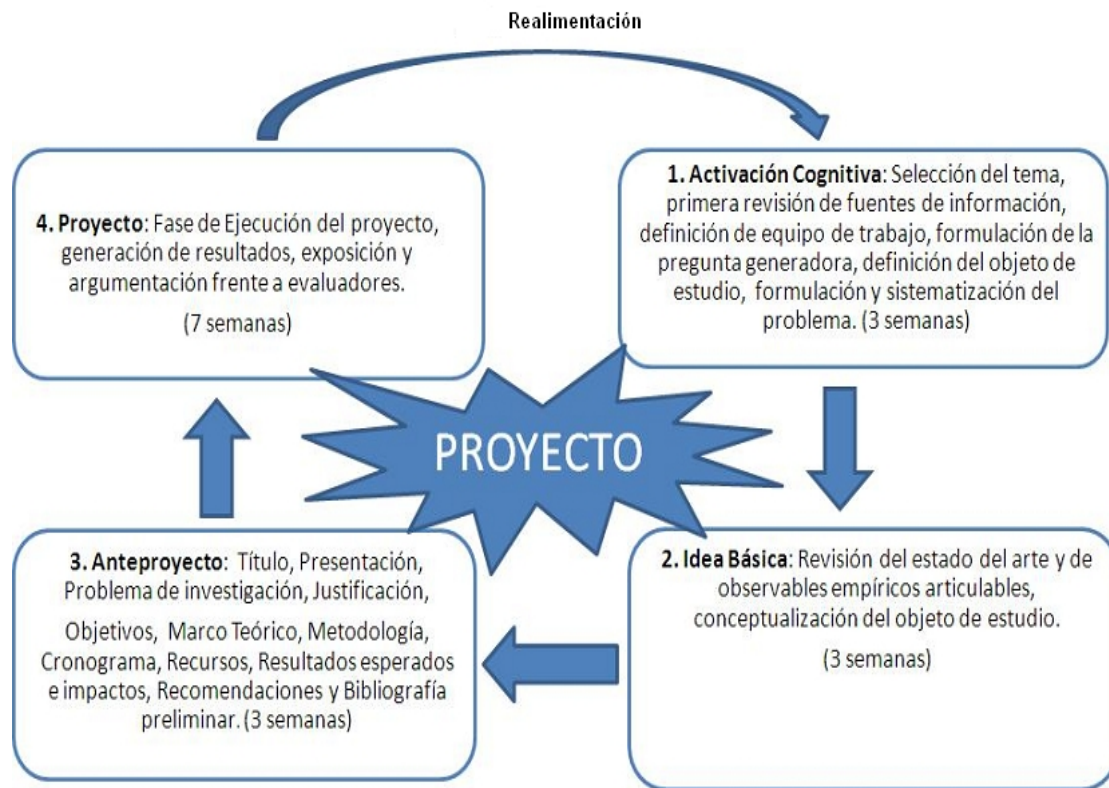 Realimentación
1. Activación Cognitiva: Selección del tema,
primera revisión de fuentes de información,
definición de equipo de trabajo, formulación de la
pregunta generadora, definición del objeto de
estudio, formulación y sistematización del
problema. (3 semanas)
2. Idea Básica: Revisión del estado del arte y de
observables empíricos articulables,
conceptualización del objeto de estudio.
(3 semanas)
3. Anteproyecto: Título, Presentación,
Problema de investigación, Justificación,
Objetivos, Marco Teórico, Metodología,
Cronograma, Recursos, Resultados esperados
e impactos, Recomendaciones y Bibliografía
preliminar. (3 semanas)
4. Proyecto: Fase de Ejecución del proyecto,
generación de resultados, exposición y
argumentación frente a evaluadores.
(7 semanas)
PROYECTO